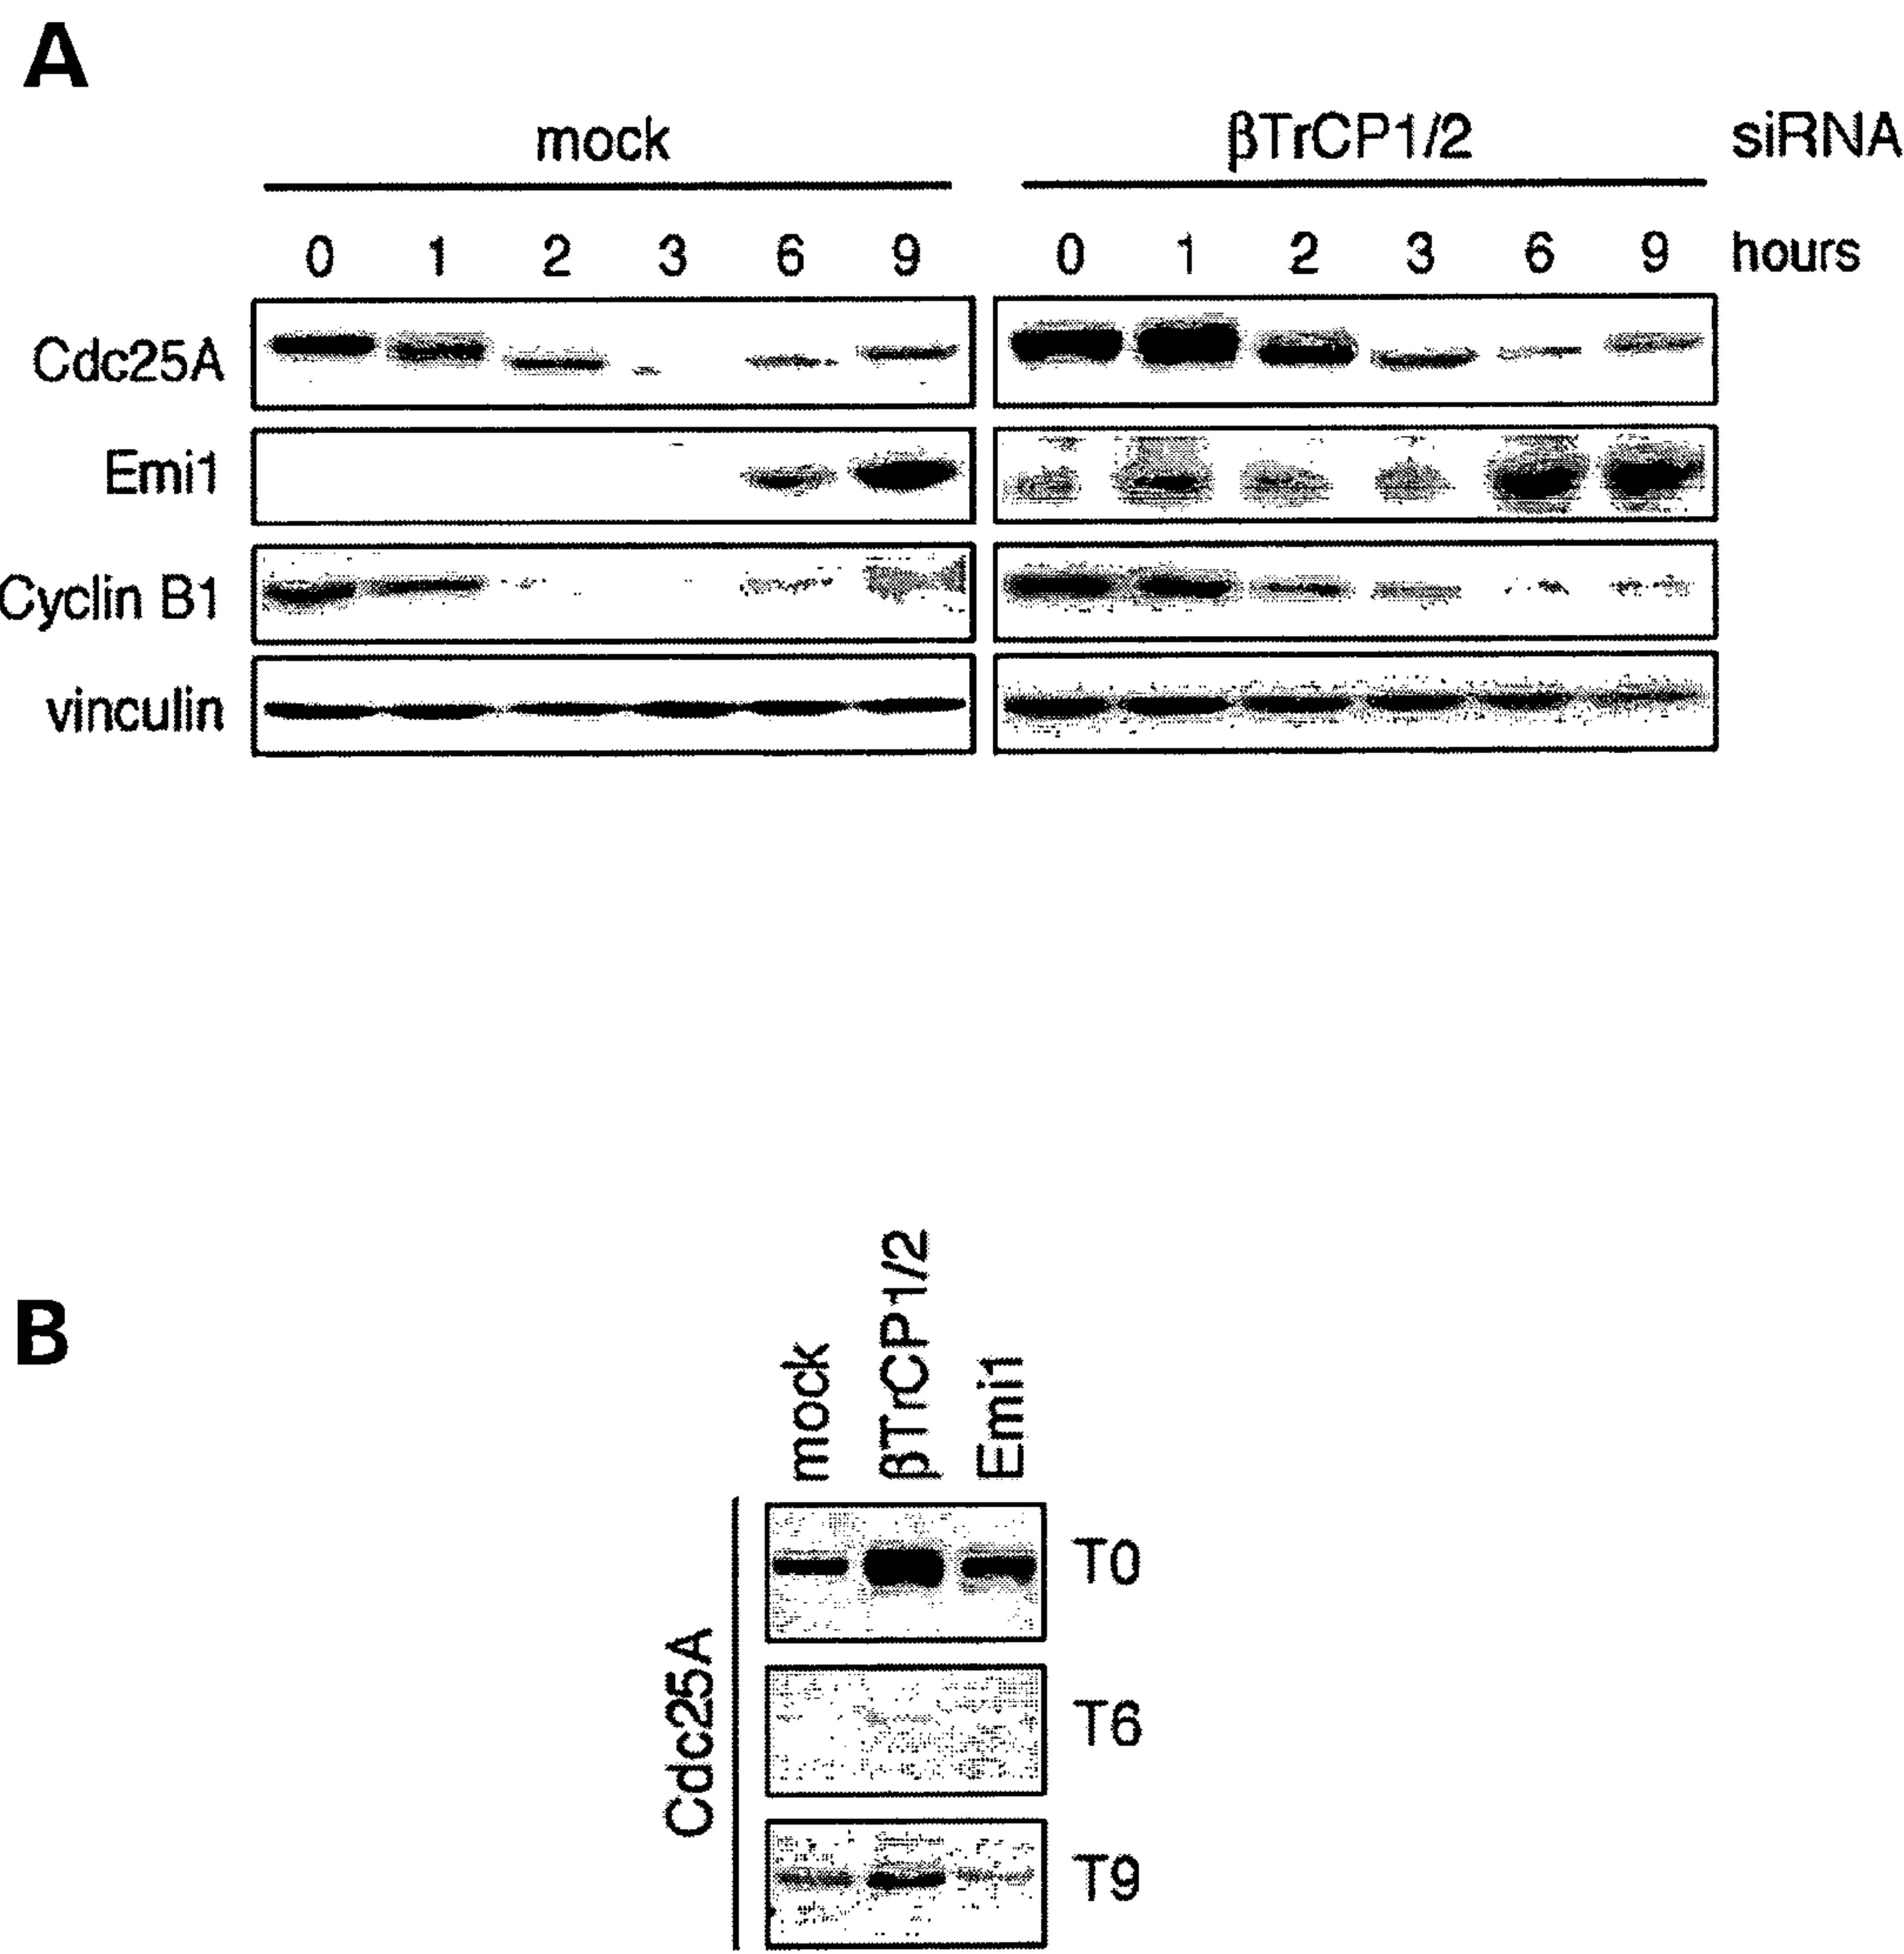 A
mock βTrCP1/2 siRNA
0 1 2 3 6 9 0 1 2 3 6 9 hours
Cdc25A
Emi1
Cyclin B1
vinculin
B
mock
βTrCP1/2
Emi1
Cdc25A
T0
T6
T9